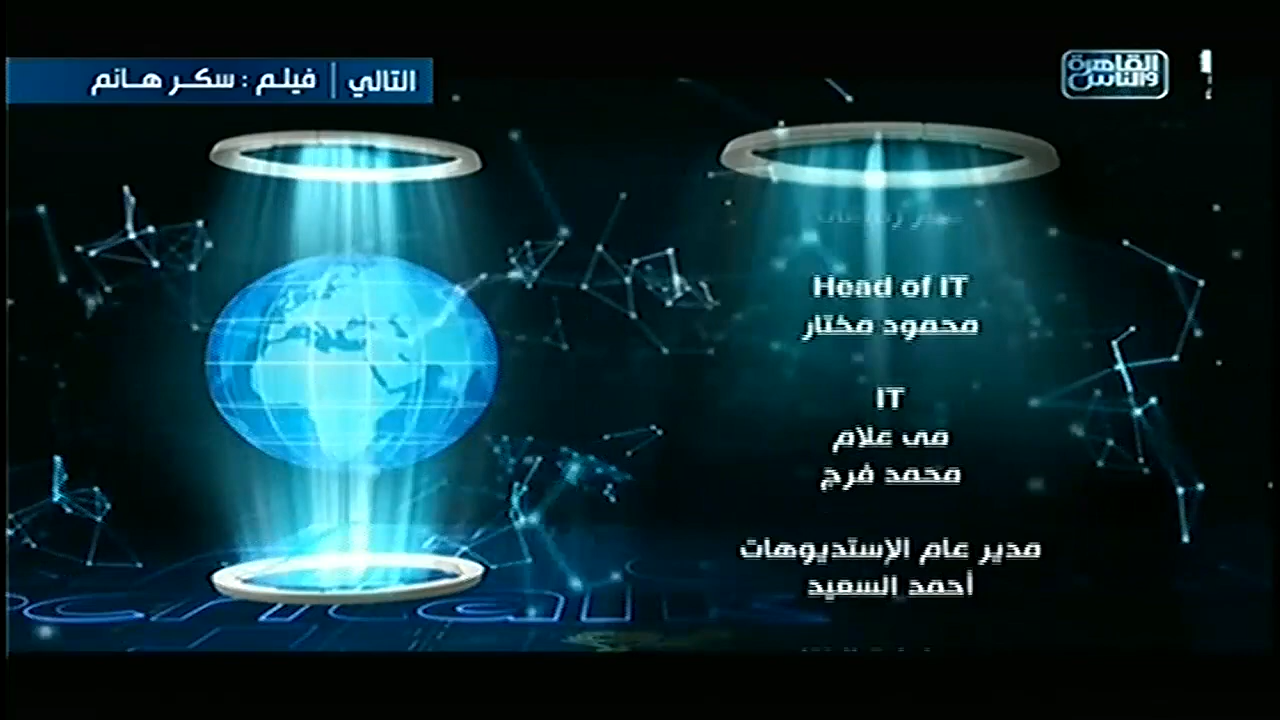 التالي | فيلم : سكر هانم
القاهرة
والناس
Head of IT
محمود مختار
IT
مى علام
محمد فرج
مدير عام الإستديوهات
أحمد السعيد